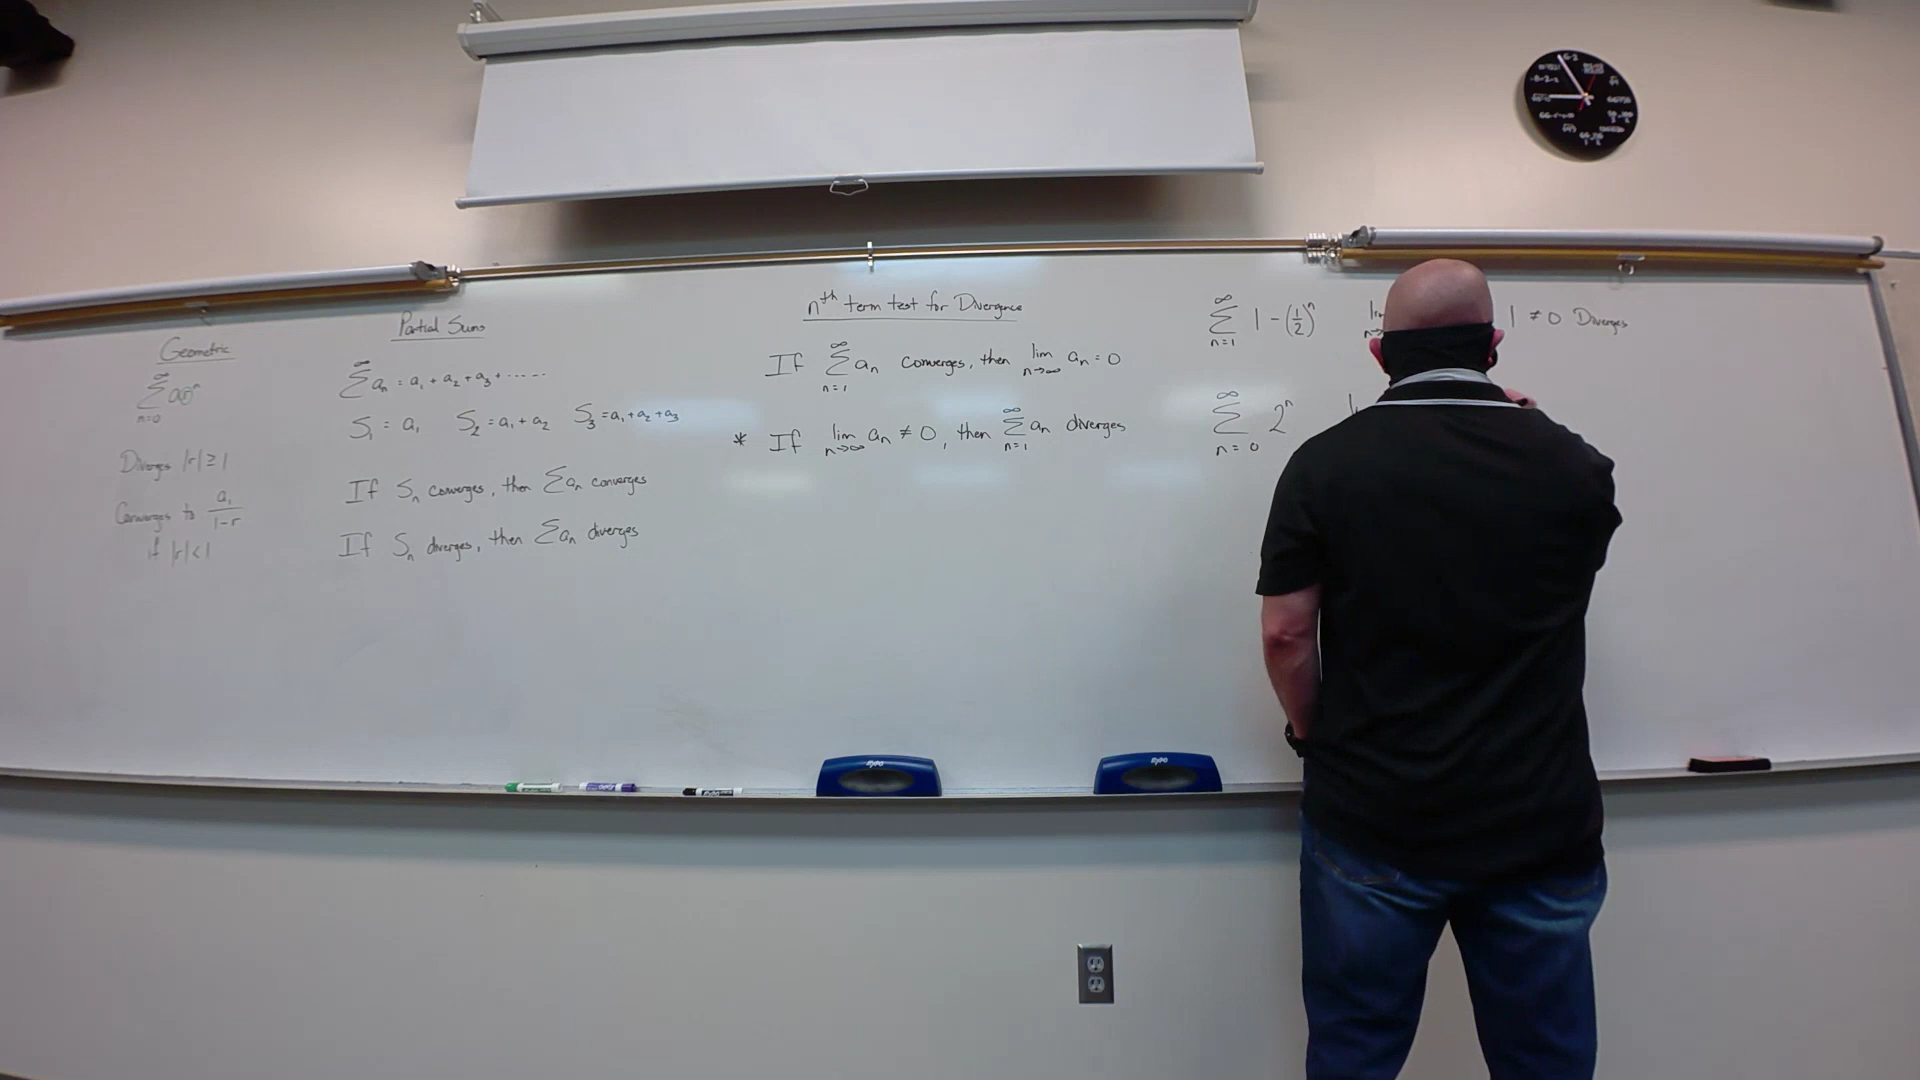 Geometric
∞
∑ arⁿ
n=0
Diverges |r| ≥ 1
Converges to a₁/(1-r)
if |r| < 1
Partial Sums
∞
∑ aₙ = a₁ + a₂ + a₃ + ......
S₁ = a₁ S₂ = a₁ + a₂ S₃ = a₁ + a₂ + a₃
If Sₙ converges, then ∑aₙ converges
If Sₙ diverges, then ∑aₙ diverges
nᵗʰ term test for Divergence
If ∑ₙ₌₁^∞ aₙ converges, then lim n→∞ aₙ = 0
* If lim n→∞ aₙ ≠ 0, then ∑ₙ₌₁^∞ aₙ diverges
∑ₙ₌₁^∞ 1 - (1/2)ⁿ 1 ≠ 0 Diverges
∑ₙ₌₀^∞ 2ⁿ
EXPO
EXPO